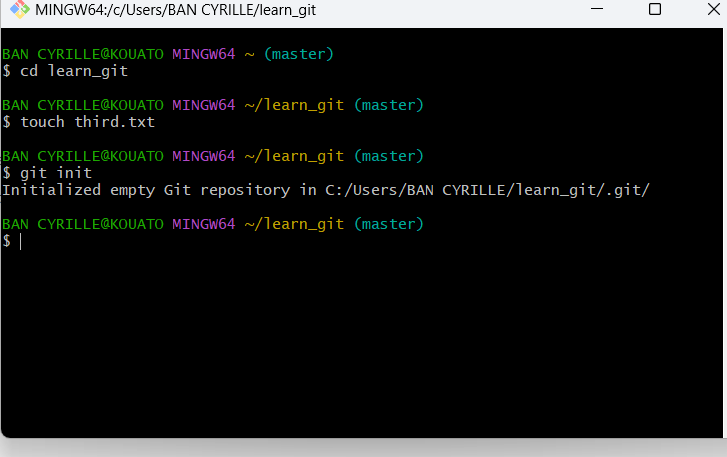 MINGW64:/c/Users/BAN CYRILLE/learn_git
BAN CYRILLE@KOUATO MINGW64 ~ (master)
$ cd learn_git
BAN CYRILLE@KOUATO MINGW64 ~/learn_git (master)
$ touch third.txt
BAN CYRILLE@KOUATO MINGW64 ~/learn_git (master)
$ git init
Initialized empty Git repository in C:/Users/BAN CYRILLE/learn_git/.git/
BAN CYRILLE@KOUATO MINGW64 ~/learn_git (master)
$